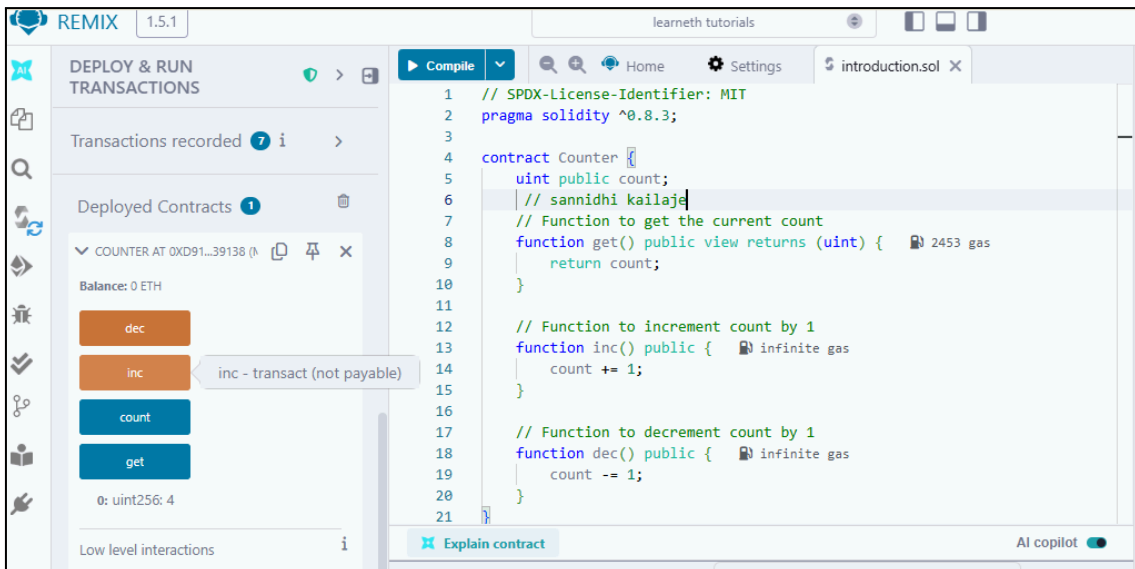 REMIX 1.5.1
learneth tutorials
AI
DEPLOY & RUN
TRANSACTIONS
Transactions recorded 7 i
Deployed Contracts 1
COUNTER AT 0XD91...39138 (M
Balance: 0 ETH
dec
inc
inc - transact (not payable)
count
get
0: uint256: 4
Low level interactions i
Compile Home Settings introduction.sol
1 // SPDX-License-Identifier: MIT
2 pragma solidity ^0.8.3;
3
4 contract Counter {
5 uint public count;
6 // sannidhi kailaje
7 // Function to get the current count
8 function get() public view returns (uint) { 2453 gas
9 return count;
10 }
11
12 // Function to increment count by 1
13 function inc() public { infinite gas
14 count += 1;
15 }
16
17 // Function to decrement count by 1
18 function dec() public { infinite gas
19 count -= 1;
20 }
21 }
Explain contract AI copilot